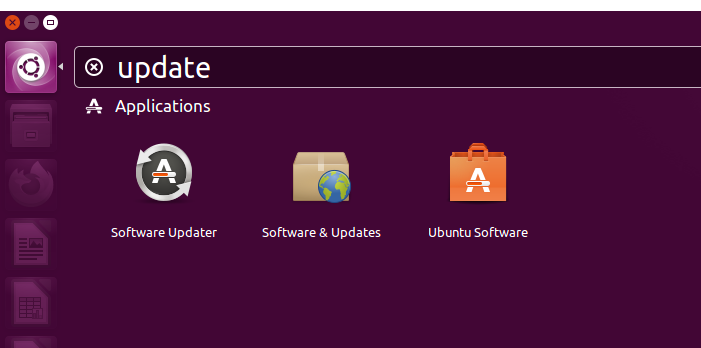 update
Applications
Software Updater
Software & Updates
Ubuntu Software